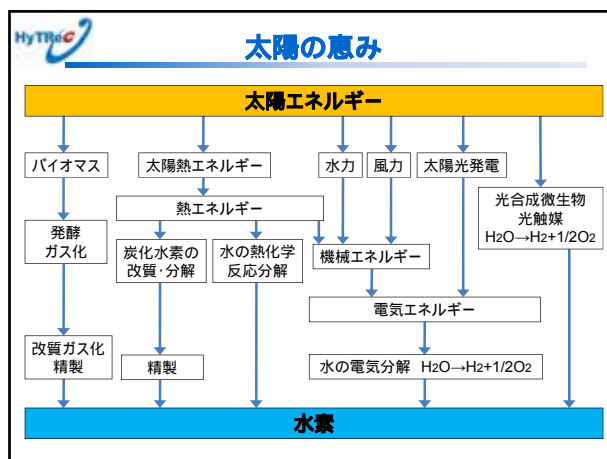 HyTReC
太陽の恵み
太陽エネルギー
バイオマス
太陽熱エネルギー
水力
風力
太陽光発電
光合成微生物
光触媒
H2O→H2+1/2O2
熱エネルギー
発酵
ガス化
炭化水素の
改質・分解
水の熱化学
反応分解
機械エネルギー
電気エネルギー
改質ガス化
精製
精製
水の電気分解 H2O→H2+1/2O2
水素